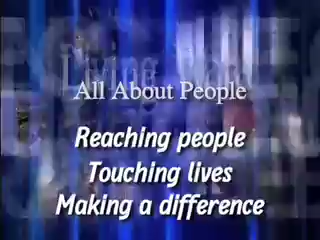 All About People
Reaching people
Touching lives
Making a difference